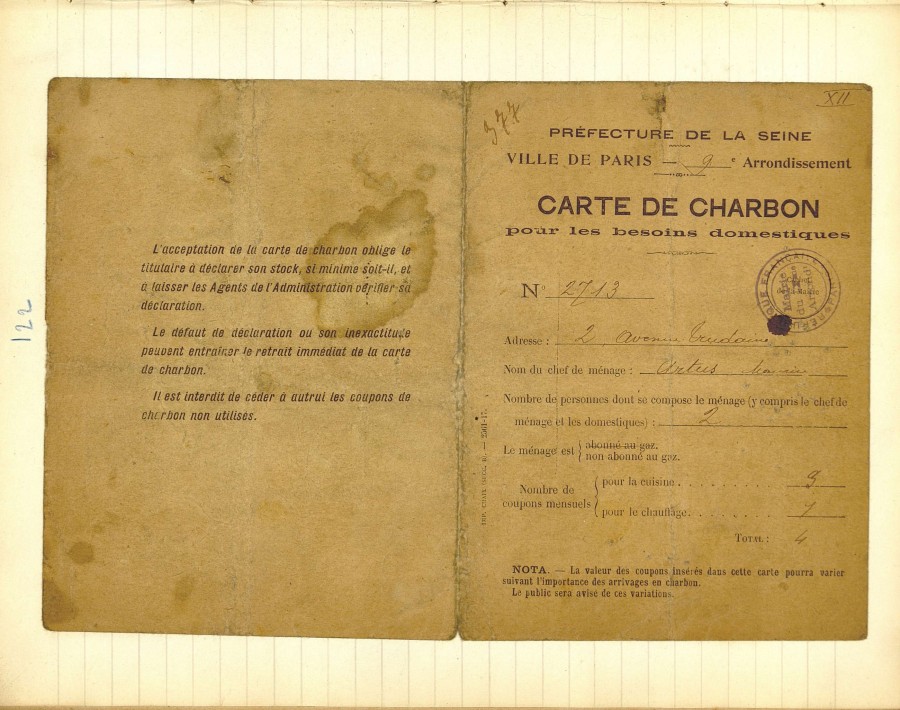 122
L'acceptation de la carte de charbon oblige le
titulaire à déclarer son stock, si minime soit-il, et
à laisser les Agents de l'Administration vérifier sa
déclaration.
Le défaut de déclaration ou son inexactitude
peuvent entraîner le retrait immédiat de la carte
de charbon.
Il est interdit de céder à autrui les coupons de
charbon non utilisés.
377
XII
PRÉFECTURE DE LA SEINE
VILLE DE PARIS — 9e Arrondissement
CARTE DE CHARBON
pour les besoins domestiques
N° 2713
Adresse : 2 Avenue Trudaine
Nom du chef de ménage : Artus
Nombre de personnes dont se compose le ménage (y compris le chef de
ménage et les domestiques) : 2
Le ménage est
abonné au gaz.
non abonné au gaz.
Nombre de
coupons mensuels
pour la cuisine . . . . . . . . 3
pour le chauffage. . . . . . . 1
TOTAL : 4
NOTA. — La valeur des coupons insérés dans cette carte pourra varier
suivant l'importance des arrivages en charbon.
Le public sera avisé de ces variations.